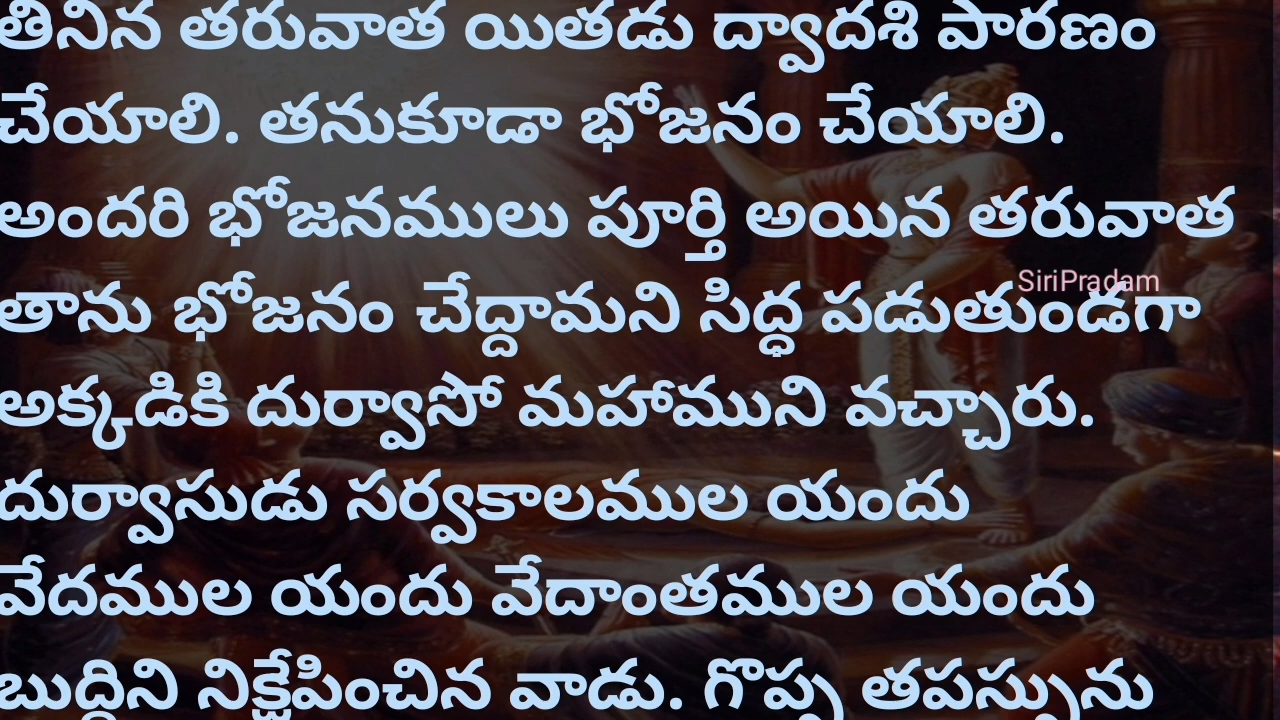 తినిన తరువాత యితడు ద్వాదశి పారణం
చేయాలి. తనుకూడా భోజనం చేయాలి.
అందరి భోజనములు పూర్తి అయిన తరువాత
SiriPradam
తాను భోజనం చేద్దామని సిద్ధ పడుతుండగా
అక్కడికి దుర్వాసో మహాముని వచ్చారు.
దుర్వాసుడు సర్వకాలముల యందు
వేదముల యందు వేదాంతముల యందు
బుద్దిని నిక్షేపించిన వాడు. గొప్ప తపస్సును